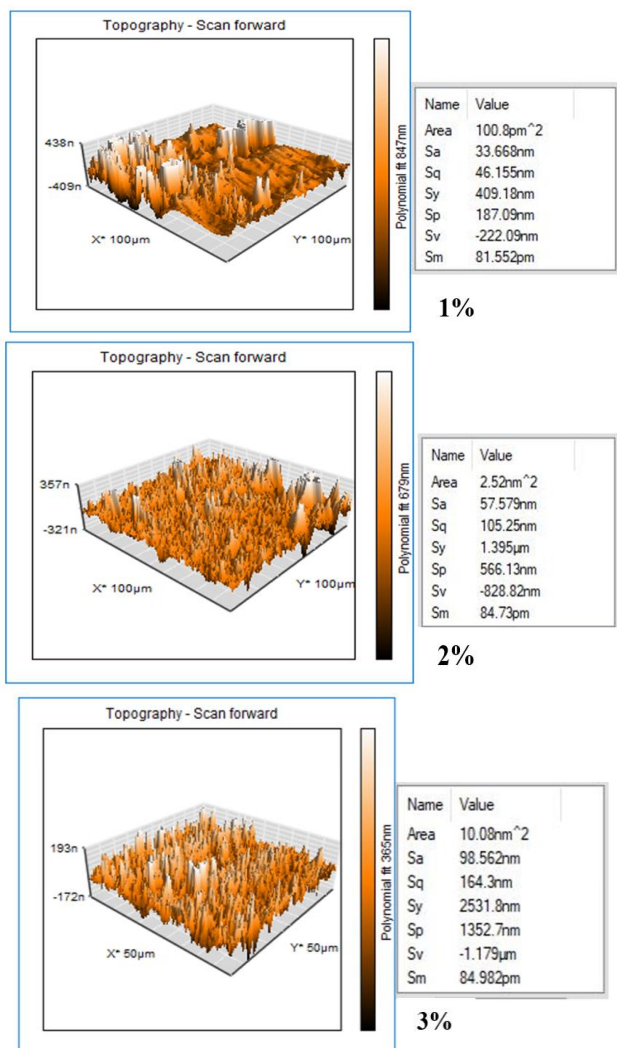 Topography - Scan forward
438n
-409n
X* 100µm
Y* 100µm
Polynomial fit 847nm
Name Value
Area 100.8pm^2
Sa 33.668nm
Sq 46.155nm
Sy 409.18nm
Sp 187.09nm
Sv -222.09nm
Sm 81.552pm
1%
Topography - Scan forward
357n
-321n
X* 100µm
Y* 100µm
Polynomial fit 679nm
Name Value
Area 2.52nm^2
Sa 57.579nm
Sq 105.25nm
Sy 1.395µm
Sp 566.13nm
Sv -828.82nm
Sm 84.73pm
2%
Topography - Scan forward
193n
-172n
X* 50µm
Y* 50µm
Polynomial fit 365nm
Name Value
Area 10.08nm^2
Sa 98.562nm
Sq 164.3nm
Sy 2531.8nm
Sp 1352.7nm
Sv -1.179µm
Sm 84.982pm
3%